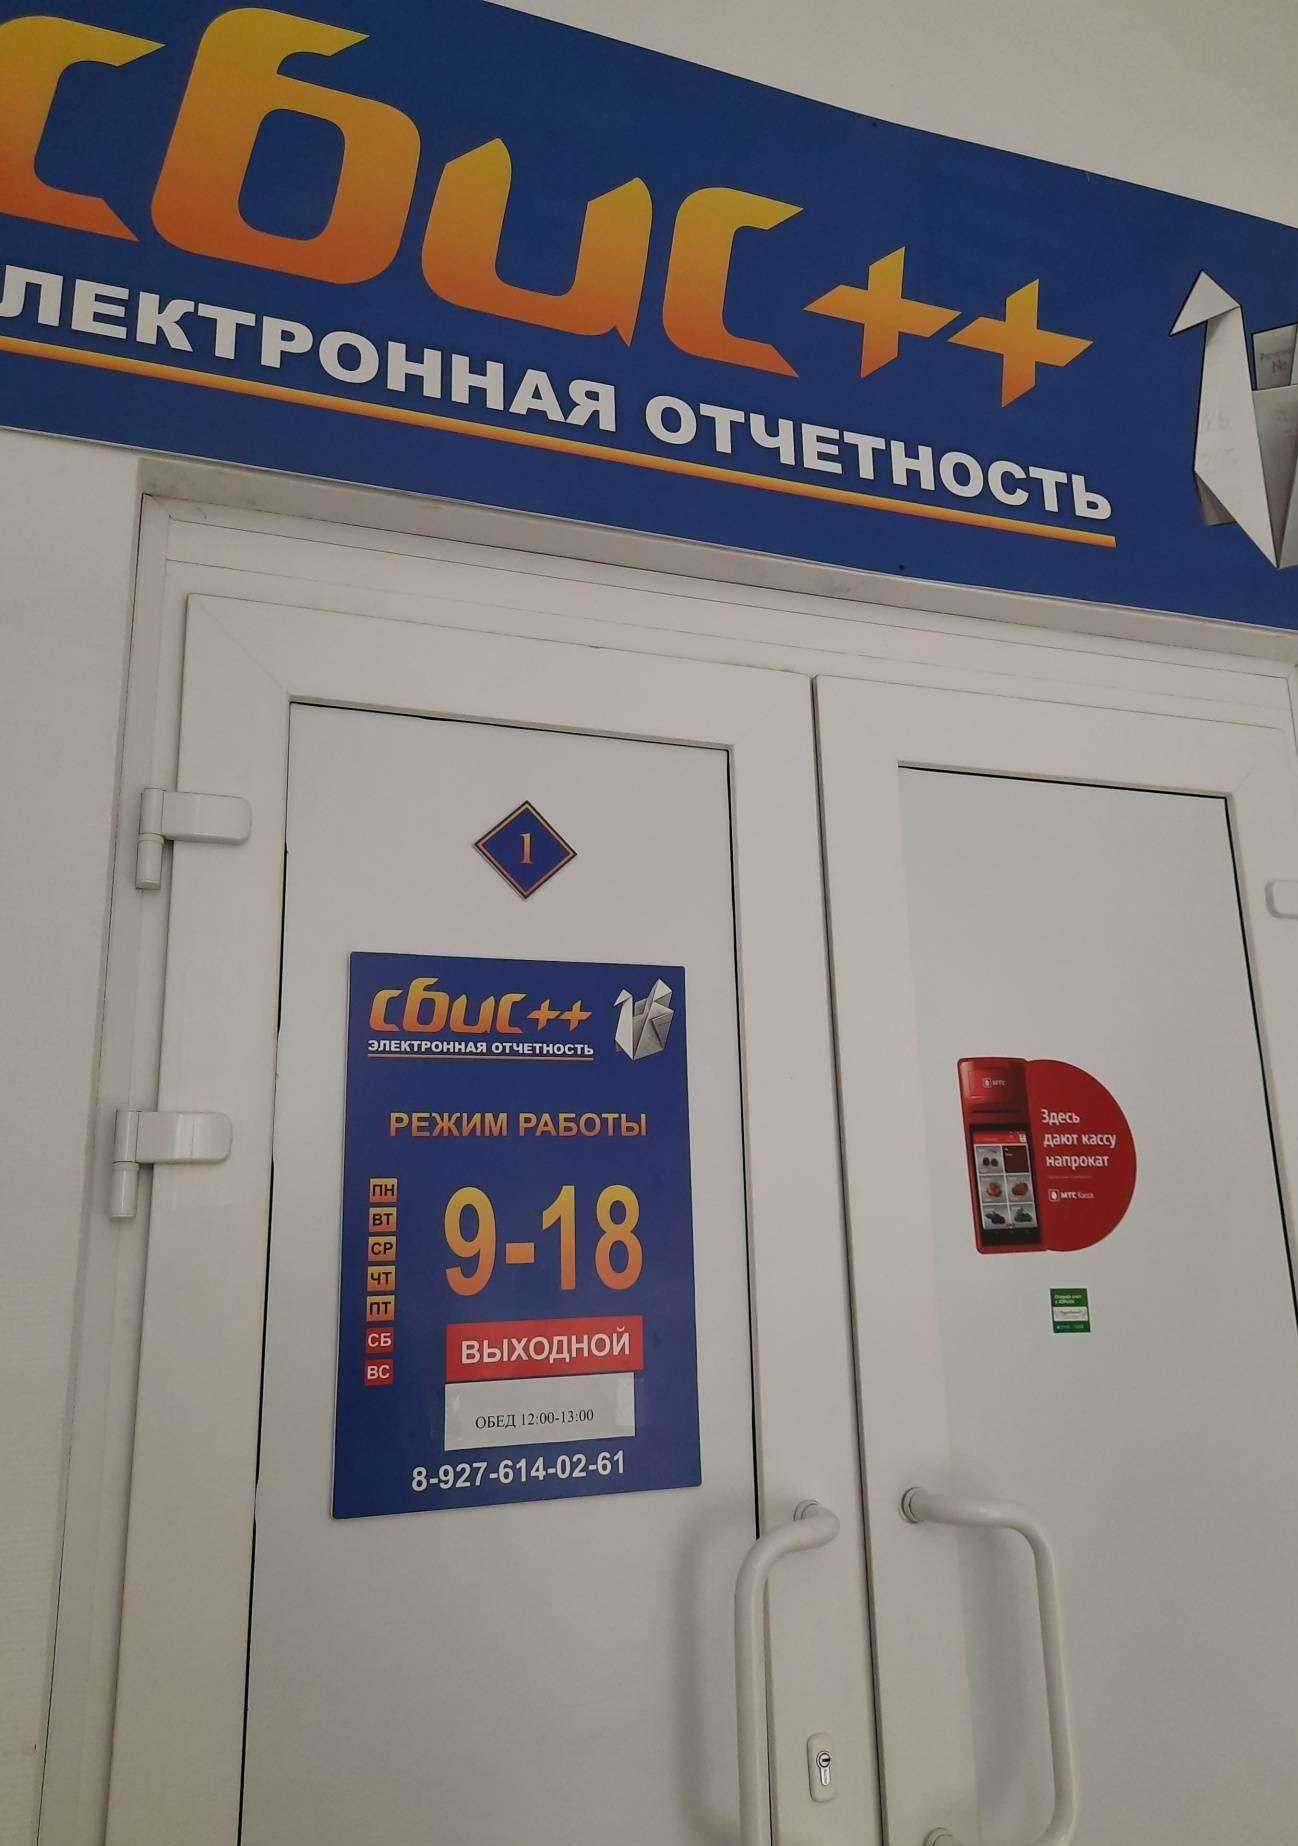 сбис++
ЭЛЕКТРОННАЯ ОТЧЕТНОСТЬ
1
сбис++
ЭЛЕКТРОННАЯ ОТЧЕТНОСТЬ
РЕЖИМ РАБОТЫ
ПН
ВТ
СР
ЧТ
ПТ
9-18
СБ
ВС
ВЫХОДНОЙ
ОБЕД 12:00-13:00
8-927-614-02-61
МТС
Здесь
дают кассу
напрокат
МТС Касса